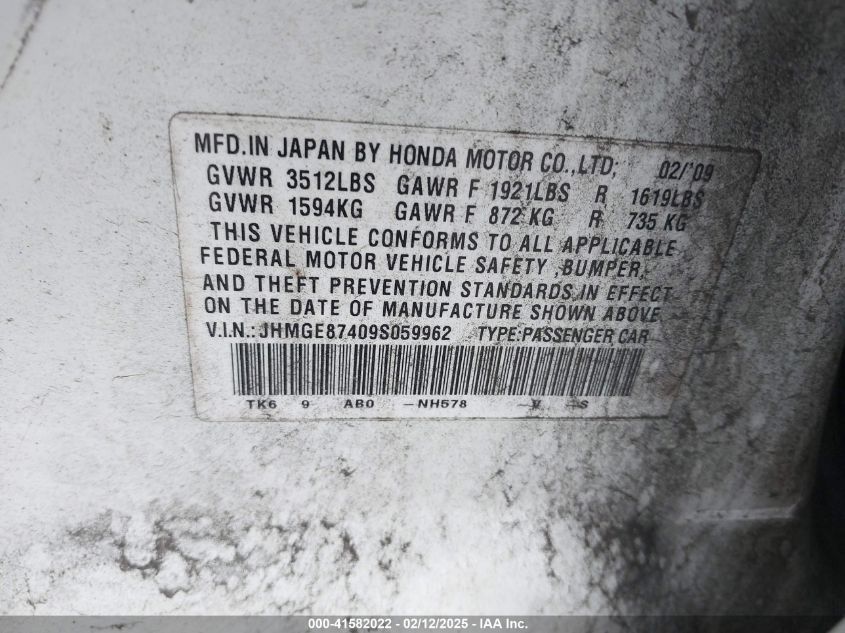 MFD.IN JAPAN BY HONDA MOTOR CO.,LTD; 02/'09
GVWR 3512LBS GAWR F 1921LBS R 1619LBS
GVWR 1594KG GAWR F 872 KG R 735 KG
THIS VEHICLE CONFORMS TO ALL APPLICABLE
FEDERAL MOTOR VEHICLE SAFETY ,BUMPER,
AND THEFT PREVENTION STANDARDS IN EFFECT
ON THE DATE OF MANUFACTURE SHOWN ABOVE
V.I.N.: JHMGE87409S059962 TYPE:PASSENGER CAR
TK6 9 AB0 -NH578 - -S
000-41582022 - 02/12/2025 - IAA Inc.